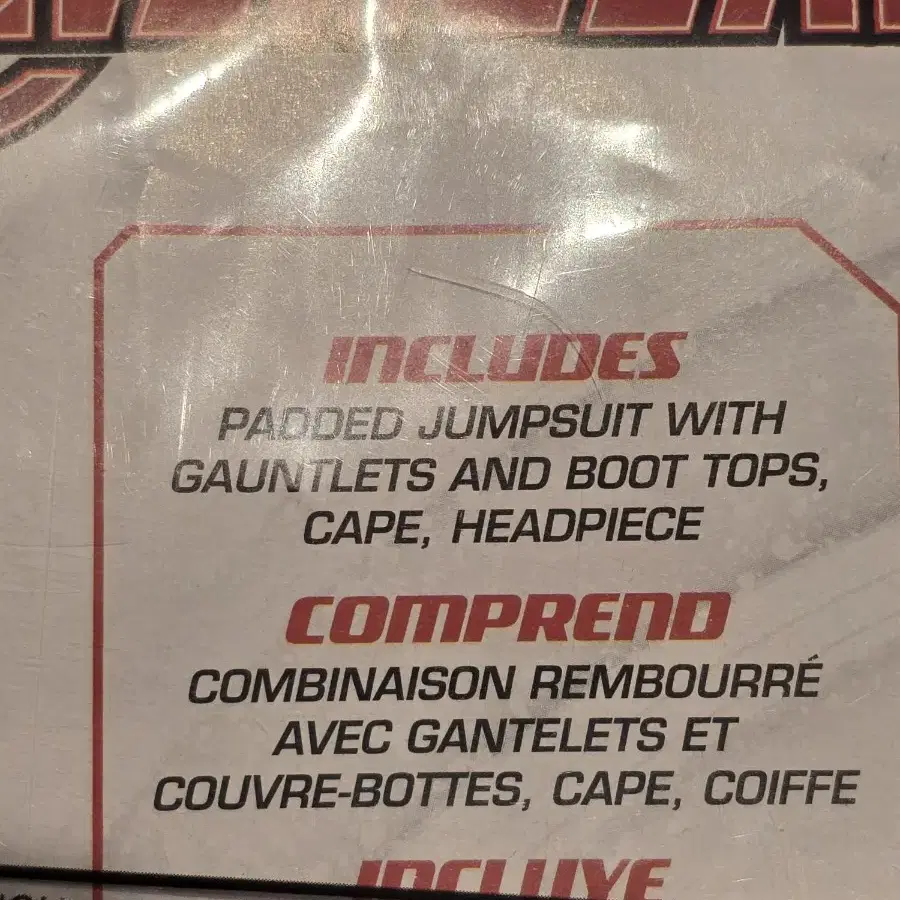 INCLUDES
PADDED JUMPSUIT WITH
GAUNTLETS AND BOOT TOPS,
CAPE, HEADPIECE
COMPREND
COMBINAISON REMBOURRÉ
AVEC GANTELETS ET
COUVRE-BOTTES, CAPE, COIFFE
INCLUYE